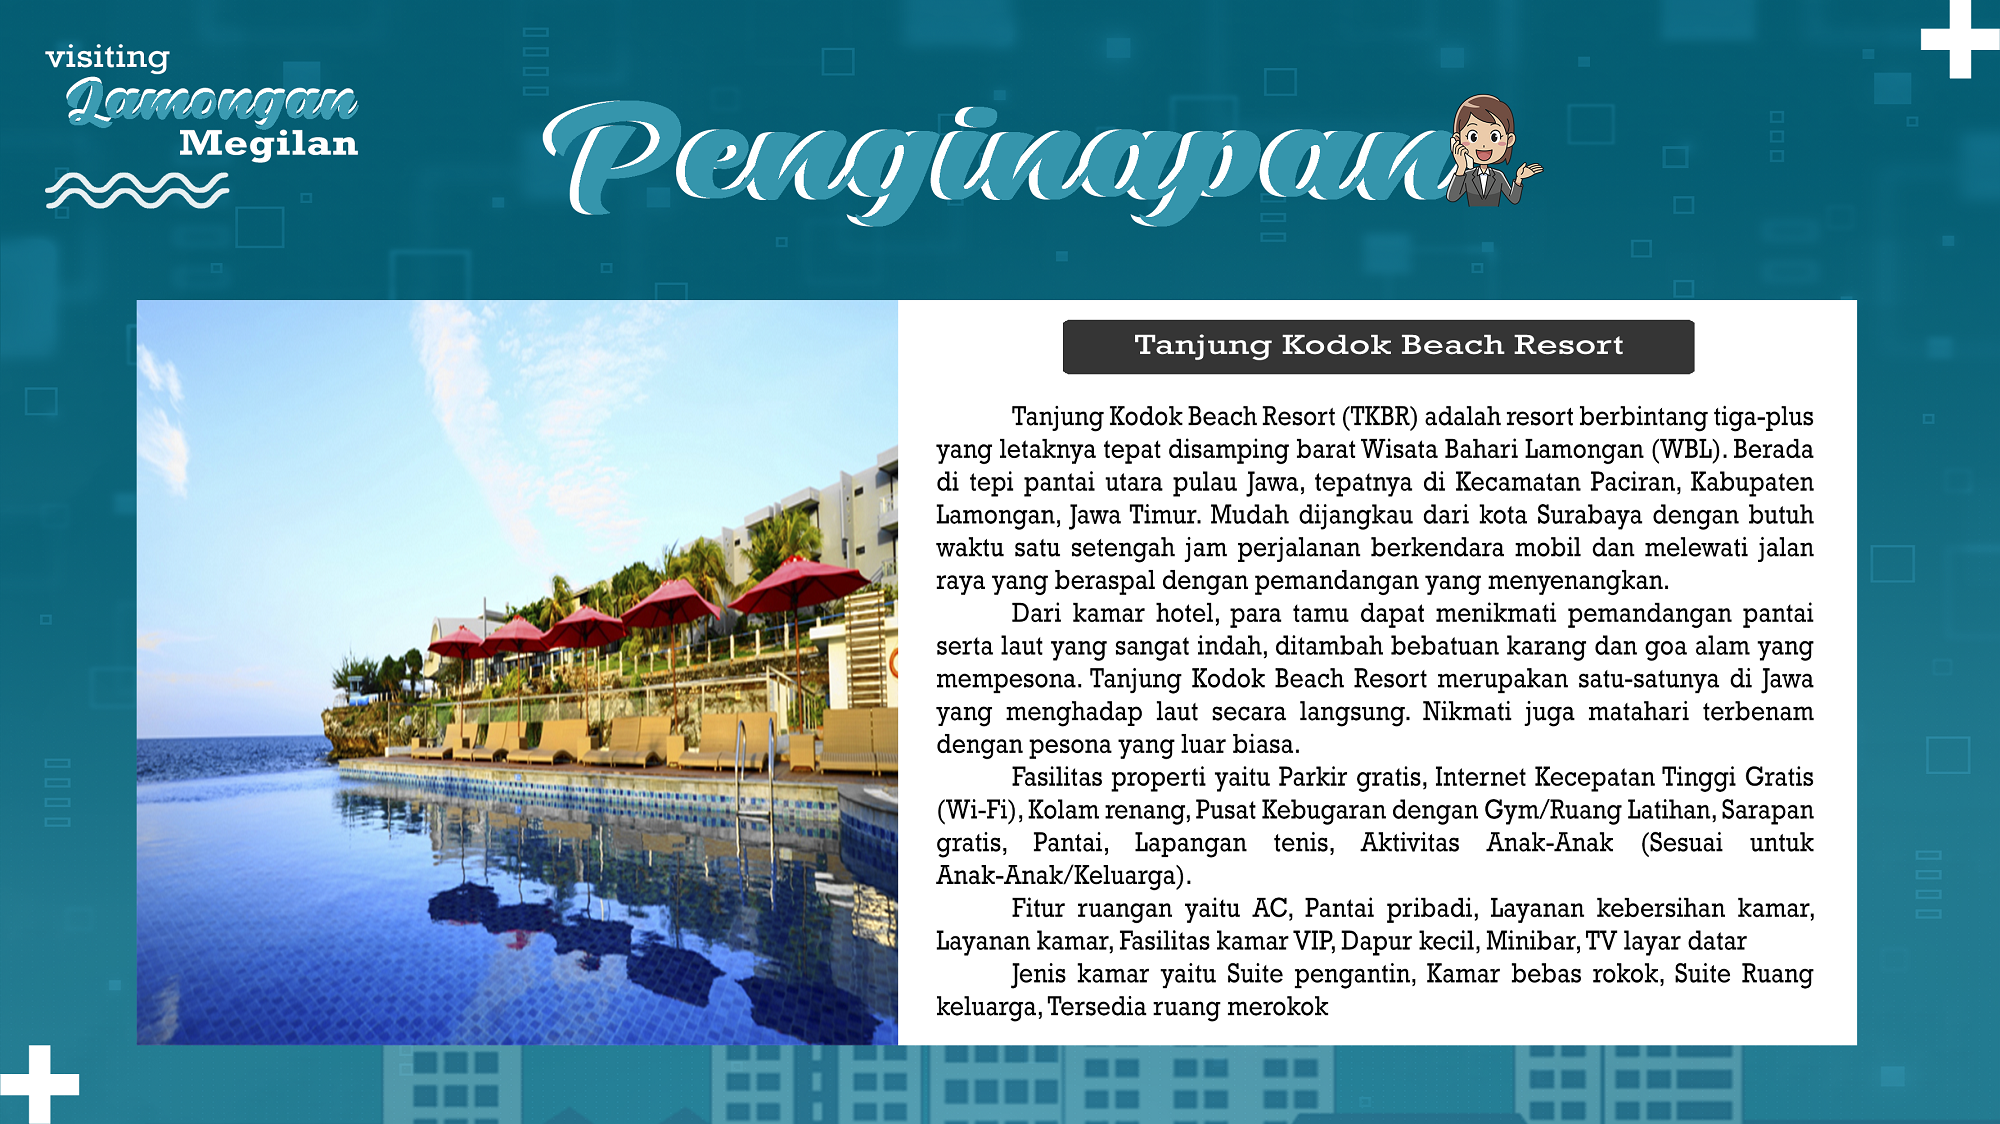 visiting
Lamongan
Megilan
Penginapan
Tanjung Kodok Beach Resort
Tanjung Kodok Beach Resort (TKBR) adalah resort berbintang tiga-plus
yang letaknya tepat disamping barat Wisata Bahari Lamongan (WBL). Berada
di tepi pantai utara pulau Jawa, tepatnya di Kecamatan Paciran, Kabupaten
Lamongan, Jawa Timur. Mudah dijangkau dari kota Surabaya dengan butuh
waktu satu setengah jam perjalanan berkendara mobil dan melewati jalan
raya yang beraspal dengan pemandangan yang menyenangkan.
Dari kamar hotel, para tamu dapat menikmati pemandangan pantai
serta laut yang sangat indah, ditambah bebatuan karang dan goa alam yang
mempesona. Tanjung Kodok Beach Resort merupakan satu-satunya di Jawa
yang menghadap laut secara langsung. Nikmati juga matahari terbenam
dengan pesona yang luar biasa.
Fasilitas properti yaitu Parkir gratis, Internet Kecepatan Tinggi Gratis
(Wi-Fi), Kolam renang, Pusat Kebugaran dengan Gym/Ruang Latihan, Sarapan
gratis, Pantai, Lapangan tenis, Aktivitas Anak-Anak (Sesuai untuk
Anak-Anak/Keluarga).
Fitur ruangan yaitu AC, Pantai pribadi, Layanan kebersihan kamar,
Layanan kamar, Fasilitas kamar VIP, Dapur kecil, Minibar, TV layar datar
Jenis kamar yaitu Suite pengantin, Kamar bebas rokok, Suite Ruang
keluarga, Tersedia ruang merokok